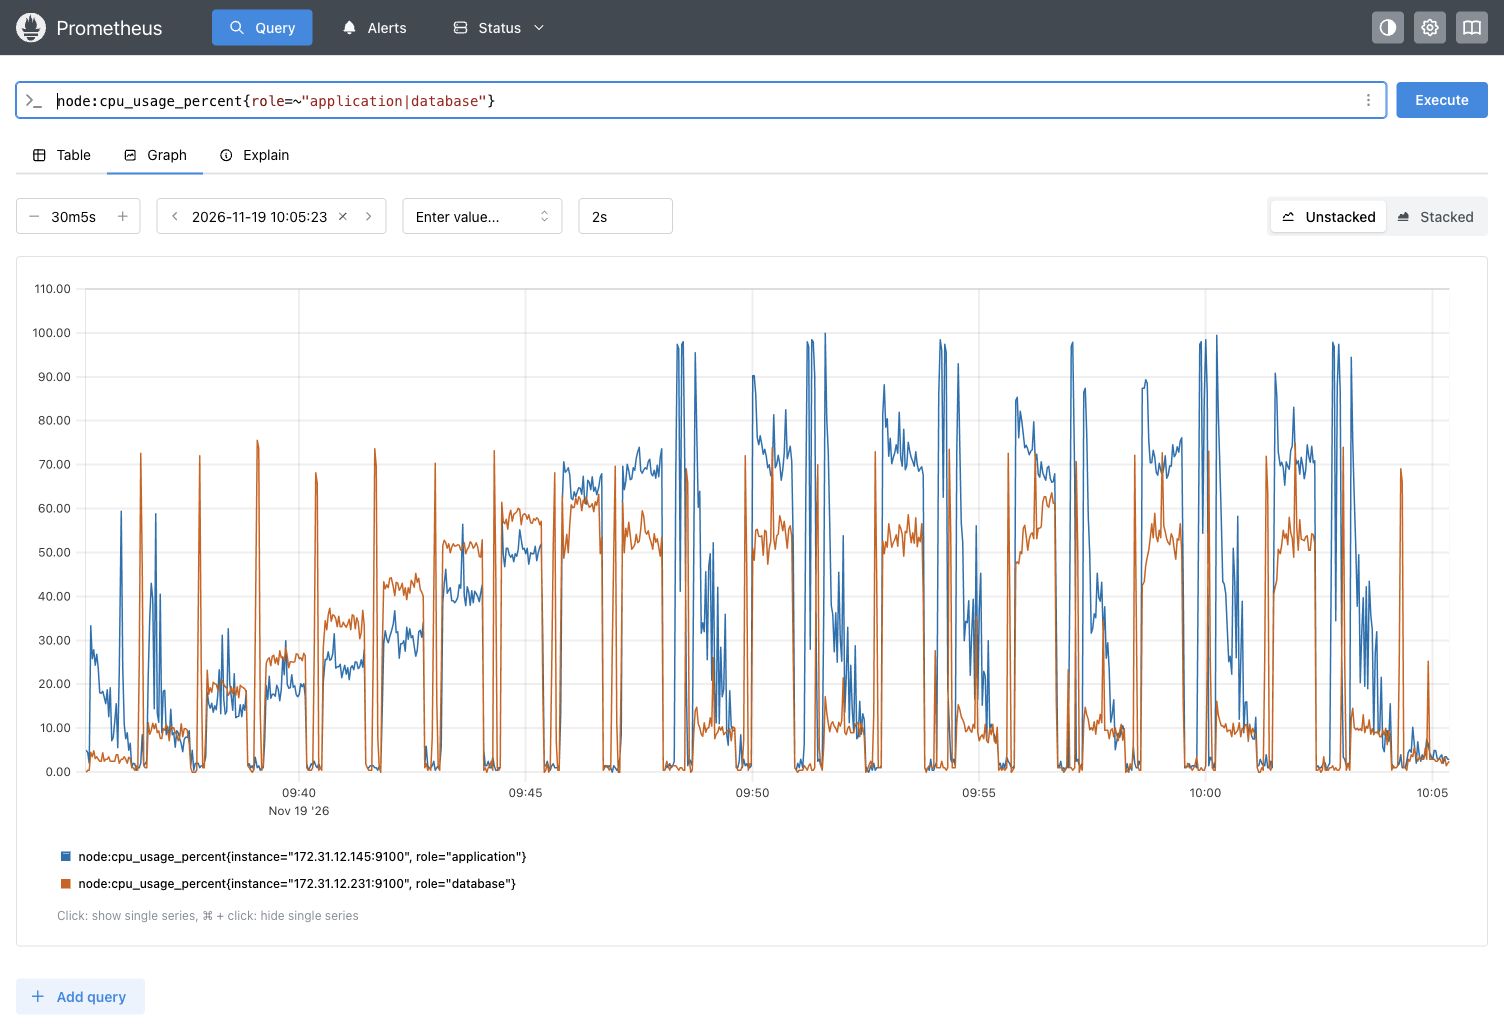 Prometheus Query Alerts Status
node:cpu_usage_percent{role=~"application|database"} Execute
Table Graph Explain
30m5s 2026-11-19 10:05:23 Enter value... 2s Unstacked Stacked
110.00
100.00
90.00
80.00
70.00
60.00
50.00
40.00
30.00
20.00
10.00
0.00
09:40 09:45 09:50 09:55 10:00 10:05
Nov 19 '26
node:cpu_usage_percent{instance="172.31.12.145:9100", role="application"}
node:cpu_usage_percent{instance="172.31.12.231:9100", role="database"}
Click: show single series, ⌘ + click: hide single series
Add query